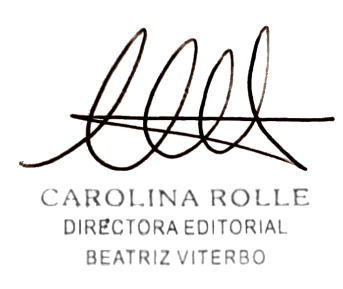 CAROLINA ROLLE
DIRECTORA EDITORIAL
BEATRIZ VITERBO